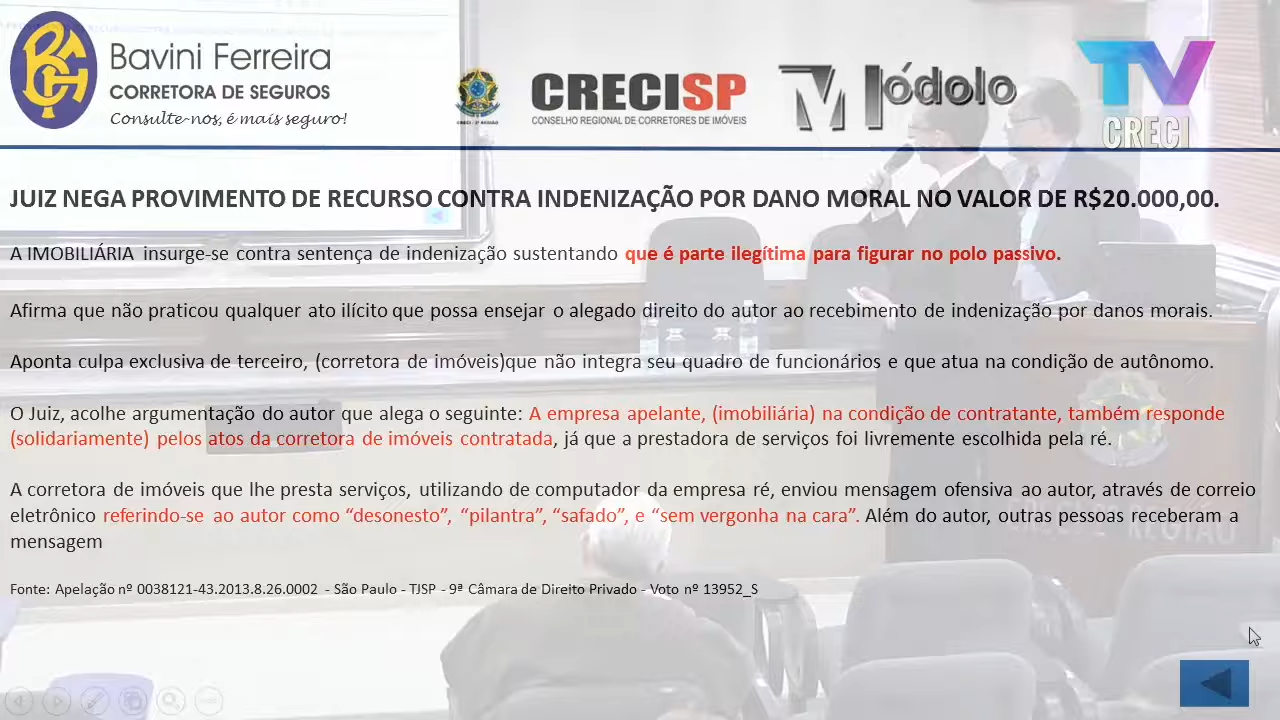 Bavini Ferreira
CORRETORA DE SEGUROS
Consulte-nos, é mais seguro!
CRECISP
CONSELHO REGIONAL DE CORRETORES DE IMÓVEIS
Módolo
TV
CRECI
JUIZ NEGA PROVIMENTO DE RECURSO CONTRA INDENIZAÇÃO POR DANO MORAL NO VALOR DE R$20.000,00.
A IMOBILIÁRIA insurge-se contra sentença de indenização sustentando que é parte ilegítima para figurar no polo passivo.
Afirma que não praticou qualquer ato ilícito que possa ensejar o alegado direito do autor ao recebimento de indenização por danos morais.
Aponta culpa exclusiva de terceiro, (corretora de imóveis)que não integra seu quadro de funcionários e que atua na condição de autônomo.
O Juiz, acolhe argumentação do autor que alega o seguinte: A empresa apelante, (imobiliária) na condição de contratante, também responde
(solidariamente) pelos atos da corretora de imóveis contratada, já que a prestadora de serviços foi livremente escolhida pela ré.
A corretora de imóveis que lhe presta serviços, utilizando de computador da empresa ré, enviou mensagem ofensiva ao autor, através de correio
eletrônico referindo-se ao autor como “desonesto”, “pilantra”, “safado”, e “sem vergonha na cara”. Além do autor, outras pessoas receberam a
mensagem
Fonte: Apelação nº 0038121-43.2013.8.26.0002 - São Paulo - TJSP - 9ª Câmara de Direito Privado - Voto nº 13952_S